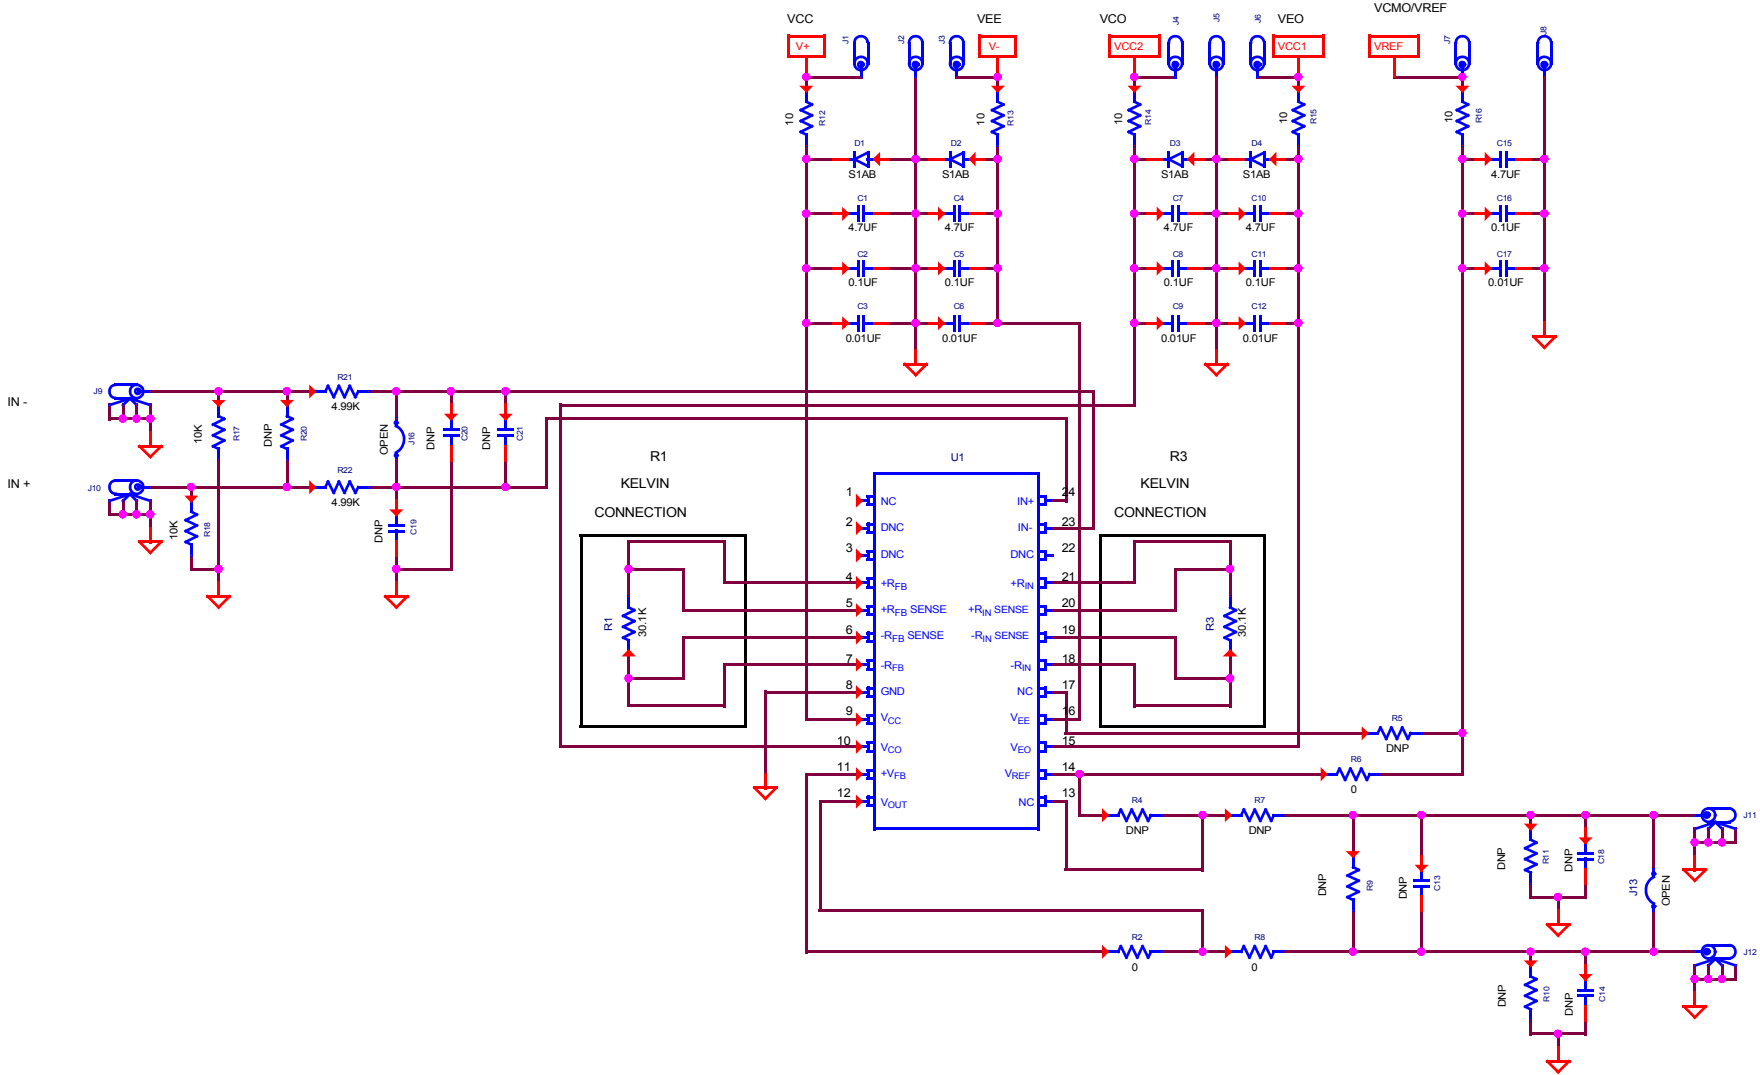 VCC
VEE
VCO
VEO
VCMO/VREF
V+
J1
J2
J3
V-
VCC2
J4
J5
J6
VCC1
VREF
J7
J8
10
R12
10
R13
10
R14
10
R15
10
R16
D1
S1AB
D2
S1AB
D3
S1AB
D4
S1AB
C15
4.7UF
C1
4.7UF
C4
4.7UF
C7
4.7UF
C10
4.7UF
C16
0.1UF
C2
0.1UF
C5
0.1UF
C8
0.1UF
C11
0.1UF
C17
0.01UF
C3
0.01UF
C6
0.01UF
C9
0.01UF
C12
0.01UF
IN -
J9
R21
4.99K
10K
R17
DNP
R20
OPEN
J16
DNP
C20
DNP
C21
IN +
J10
R22
4.99K
10K
R18
DNP
C19
R1
KELVIN
CONNECTION
R1
30.1K
R3
KELVIN
CONNECTION
R3
30.1K
U1
1 NC
2 DNC
3 DNC
4 +RFB
5 +RFB SENSE
6 -RFB SENSE
7 -RFB
8 GND
9 VCC
10 VCO
11 +VFB
12 VOUT
IN+ 24
IN- 23
DNC 22
+RIN 21
+RIN SENSE 20
-RIN SENSE 19
-RIN 18
NC 17
VEE 16
VEO 15
VREF 14
NC 13
R5
DNP
R6
0
R4
DNP
R7
DNP
DNP
R9
DNP
C13
DNP
R11
DNP
C18
J13
OPEN
J11
R2
0
R8
0
DNP
R10
DNP
C14
J12